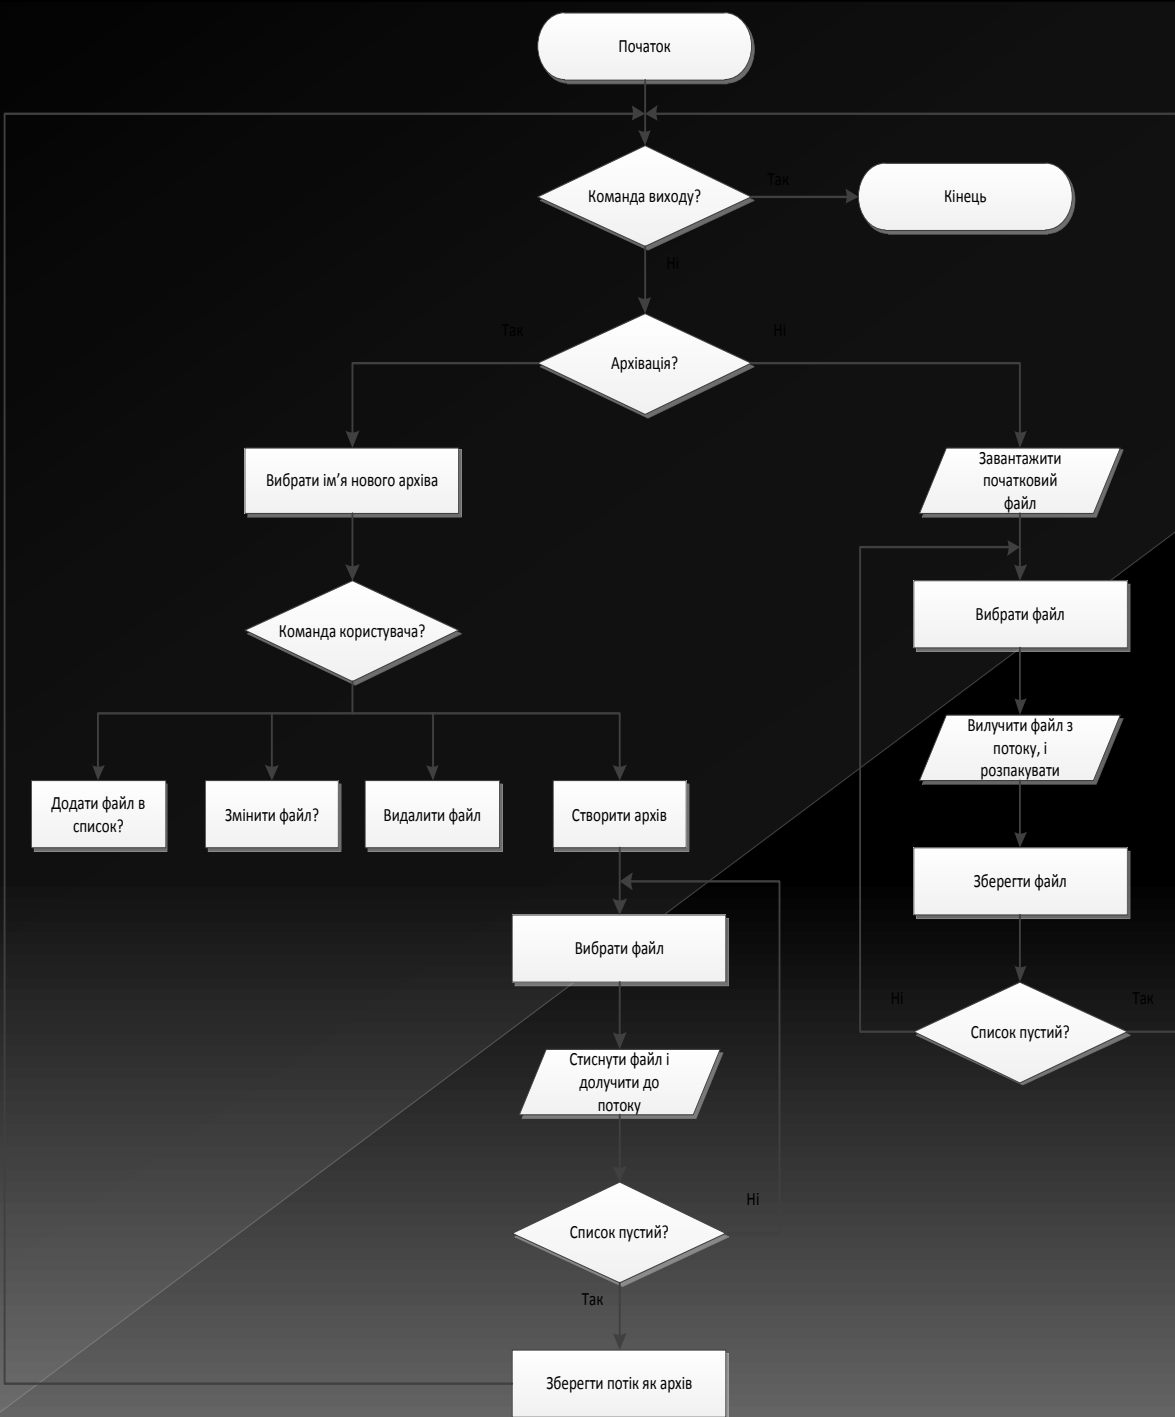 Початок
Команда виходу?
Так
Кінець
Ні
Так
Архівація?
Ні
Вибрати ім'я нового архіва
Завантажити
початковий
файл
Команда користувача?
Вибрати файл
Вилучити файл з
потоку, і
розпакувати
Додати файл в
список?
Змінити файл?
Видалити файл
Створити архів
Зберегти файл
Вибрати файл
Ні
Список пустий?
Так
Стиснути файл і
долучити до
потоку
Ні
Список пустий?
Так
Зберегти потік як архів